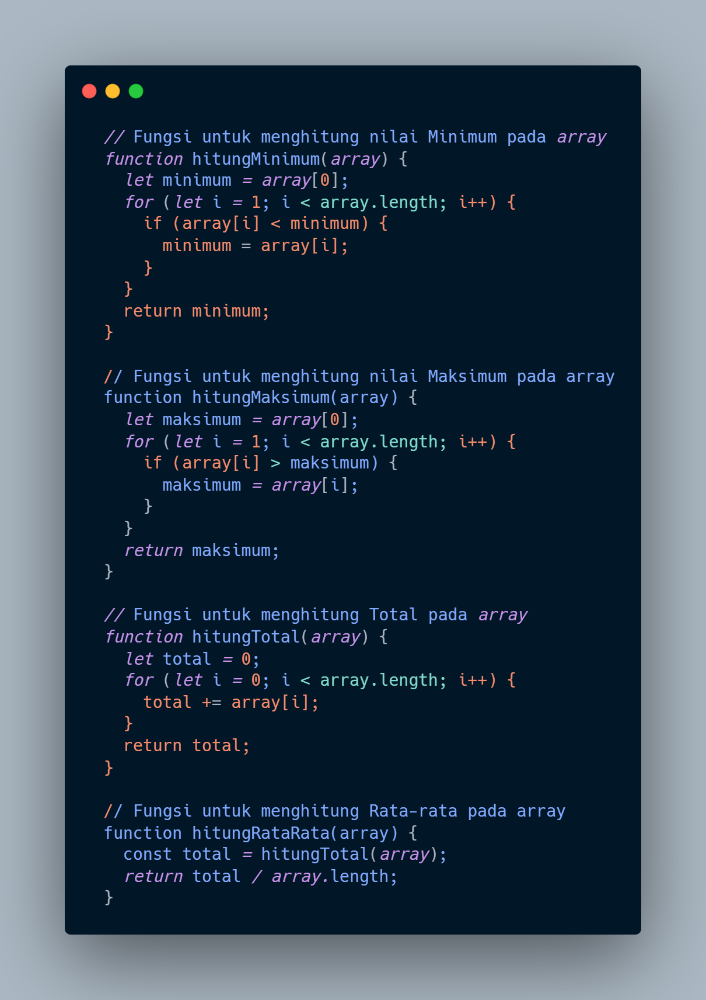 // Fungsi untuk menghitung nilai Minimum pada array
function hitungMinimum(array) {
  let minimum = array[0];
  for (let i = 1; i < array.length; i++) {
    if (array[i] < minimum) {
      minimum = array[i];
    }
  }
  return minimum;
}

// Fungsi untuk menghitung nilai Maksimum pada array
function hitungMaksimum(array) {
  let maksimum = array[0];
  for (let i = 1; i < array.length; i++) {
    if (array[i] > maksimum) {
      maksimum = array[i];
    }
  }
  return maksimum;
}

// Fungsi untuk menghitung Total pada array
function hitungTotal(array) {
  let total = 0;
  for (let i = 0; i < array.length; i++) {
    total += array[i];
  }
  return total;
}

// Fungsi untuk menghitung Rata-rata pada array
function hitungRataRata(array) {
  const total = hitungTotal(array);
  return total / array.length;
}